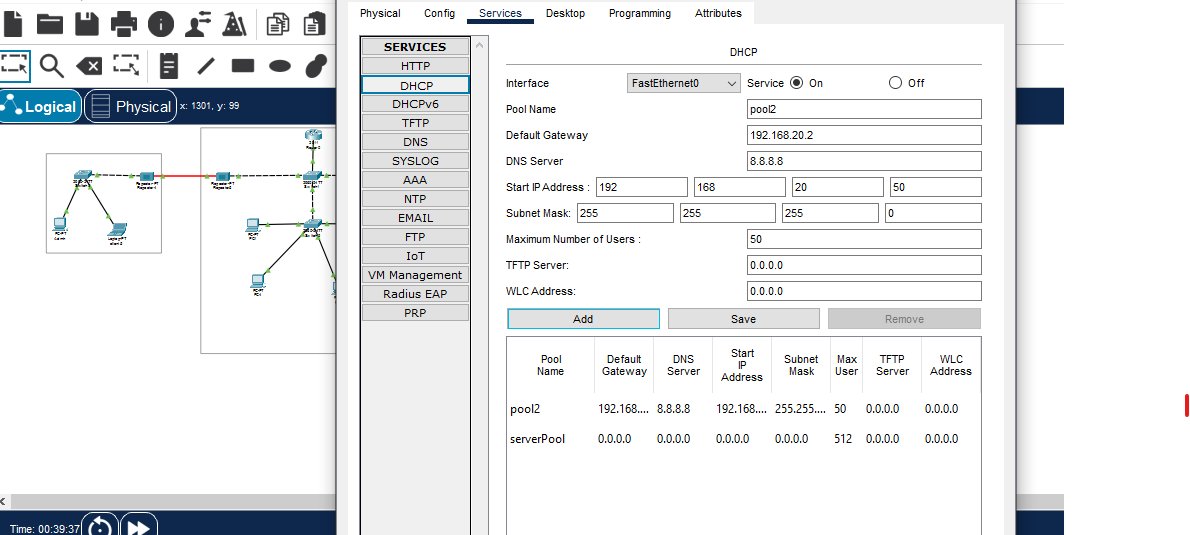 Physical Config Services Desktop Programming Attributes
SERVICES
HTTP
DHCP
DHCPv6
TFTP
DNS
SYSLOG
AAA
NTP
EMAIL
FTP
IoT
VM Management
Radius EAP
PRP
DHCP
Interface FastEthernet0 Service On Off
Pool Name pool2
Default Gateway 192.168.20.2
DNS Server 8.8.8.8
Start IP Address : 192 168 20 50
Subnet Mask: 255 255 255 0
Maximum Number of Users : 50
TFTP Server: 0.0.0.0
WLC Address: 0.0.0.0
Add Save Remove
Pool Name Default Gateway DNS Server Start IP Address Subnet Mask Max User TFTP Server WLC Address
pool2 192.168.... 8.8.8.8 192.168.... 255.255.... 50 0.0.0.0 0.0.0.0
serverPool 0.0.0.0 0.0.0.0 0.0.0.0 0.0.0.0 512 0.0.0.0 0.0.0.0
Logical Physical x: 1301, y: 99
Time: 00:39:37